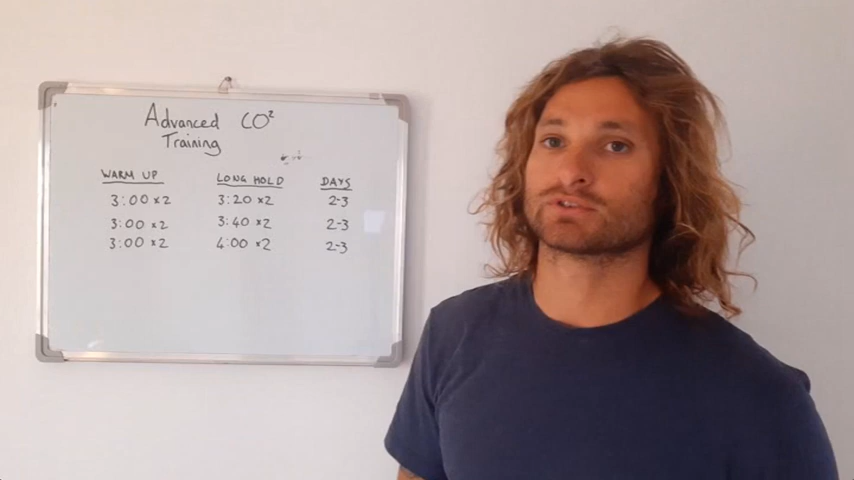 Advanced CO²
Training
WARM UP LONG HOLD DAYS
3:00 x2 3:20 x2 2-3
3:00 x2 3:40 x2 2-3
3:00 x2 4:00 x2 2-3